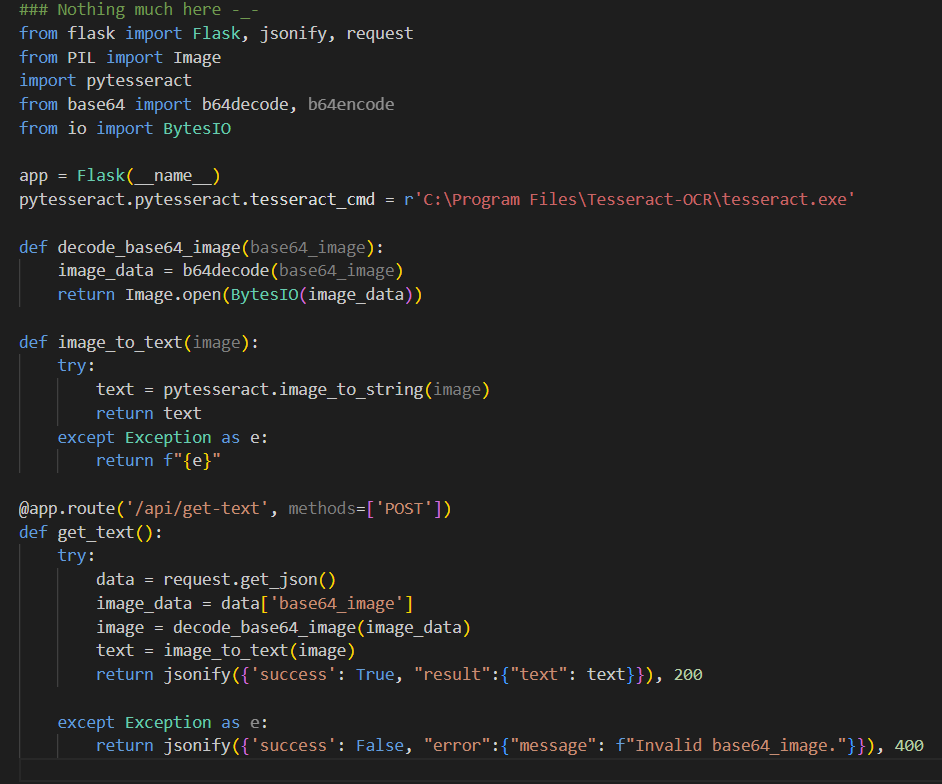 ### Nothing much here -_-
from flask import Flask, jsonify, request
from PIL import Image
import pytesseract
from base64 import b64decode, b64encode
from io import BytesIO

app = Flask(__name__)
pytesseract.pytesseract.tesseract_cmd = r'C:\Program Files\Tesseract-OCR\tesseract.exe'

def decode_base64_image(base64_image):
    image_data = b64decode(base64_image)
    return Image.open(BytesIO(image_data))

def image_to_text(image):
    try:
        text = pytesseract.image_to_string(image)
        return text
    except Exception as e:
        return f"{e}"

@app.route('/api/get-text', methods=['POST'])
def get_text():
    try:
        data = request.get_json()
        image_data = data['base64_image']
        image = decode_base64_image(image_data)
        text = image_to_text(image)
        return jsonify({'success': True, "result":{"text": text}}), 200

    except Exception as e:
        return jsonify({'success': False, "error":{"message": f"Invalid base64_image."}}), 400